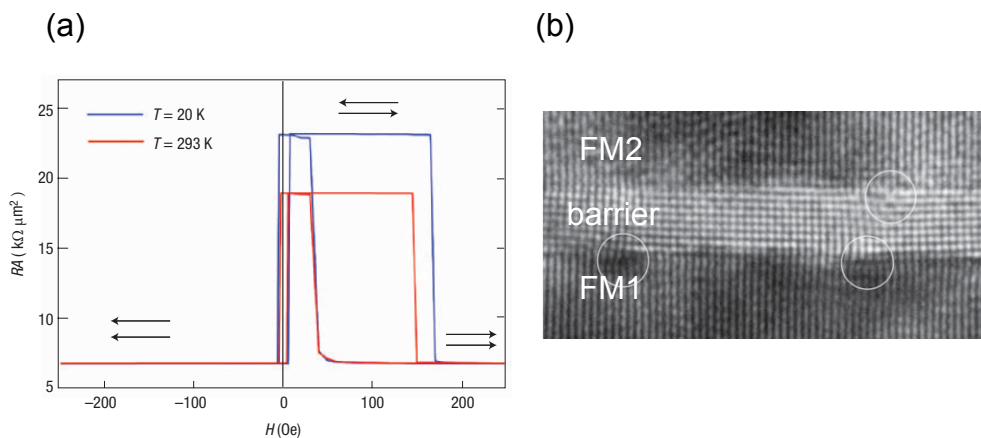 (a)
(b)
25
20
15
10
5
RA ( kΩ μm²)
T = 20 K
T = 293 K
−200
−100
0
100
200
H (Oe)
FM2
barrier
FM1